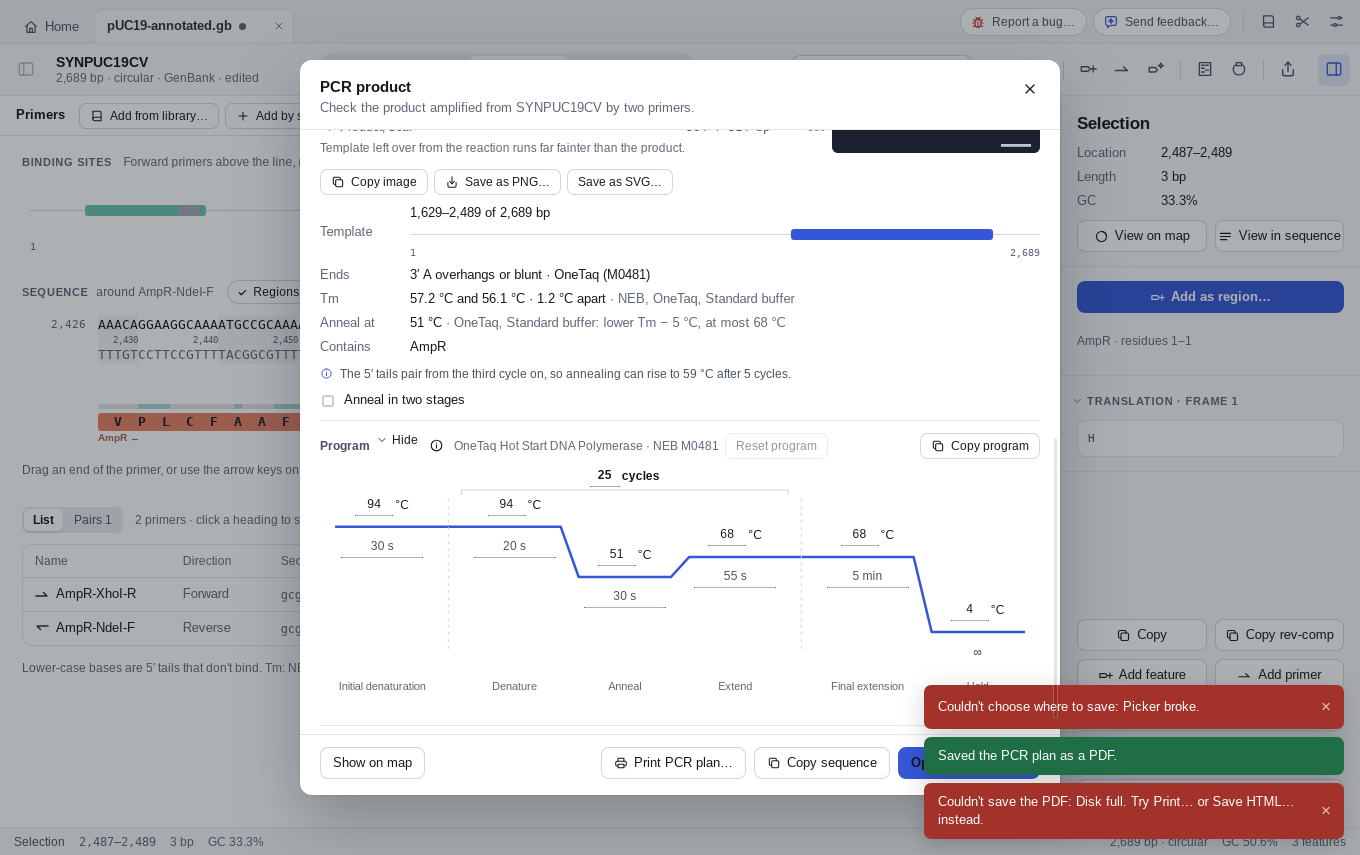 Home
pUC19-annotated.gb
Report a bug…
Send feedback…
SYNPUC19CV
2,689 bp · circular · GenBank · edited
Primers
Add from library…
Add by s
BINDING SITES Forward primers above the line,
1
SEQUENCE around AmpR-NdeI-F
Regions
2,426 AAACAGGAAGGCAAAATGCCGCAAA
2,430 2,440 2,450
TTTGTCCTTCCGTTTTACGGCGTTT
V P L C F A A F
AmpR ←
Drag an end of the primer, or use the arrow keys on
List Pairs 1 2 primers · click a heading to s
Name Direction Seq
AmpR-XhoI-R Forward gcg
AmpR-NdeI-F Reverse gcg
Lower-case bases are 5′ tails that don't bind. Tm: NE
PCR product
Check the product amplified from SYNPUC19CV by two primers.
Template left over from the reaction runs far fainter than the product.
Copy image
Save as PNG…
Save as SVG…
1,629–2,489 of 2,689 bp
Template
1 2,689
Ends 3′ A overhangs or blunt · OneTaq (M0481)
Tm 57.2 °C and 56.1 °C · 1.2 °C apart · NEB, OneTaq, Standard buffer
Anneal at 51 °C · OneTaq, Standard buffer: lower Tm − 5 °C, at most 68 °C
Contains AmpR
The 5′ tails pair from the third cycle on, so annealing can rise to 59 °C after 5 cycles.
Anneal in two stages
Program Hide OneTaq Hot Start DNA Polymerase · NEB M0481 Reset program Copy program
25 cycles
94 °C 94 °C 51 °C 68 °C 68 °C 4 °C
30 s 20 s 30 s 55 s 5 min ∞
Initial denaturation Denature Anneal Extend Final extension
Show on map
Print PCR plan…
Copy sequence
Selection
Location 2,487–2,489
Length 3 bp
GC 33.3%
View on map
View in sequence
Add as region…
AmpR · residues 1–1
TRANSLATION · FRAME 1
H
Copy
Copy rev-comp
Add feature
Add primer
Couldn't choose where to save: Picker broke.
Saved the PCR plan as a PDF.
Couldn't save the PDF: Disk full. Try Print… or Save HTML…
instead.
Selection 2,487–2,489 3 bp GC 33.3%
2,689 bp · circular GC 50.6% 3 features